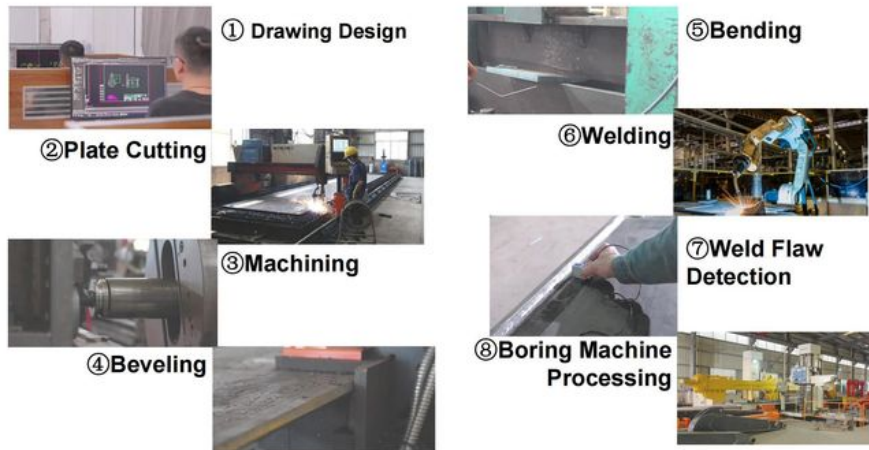 ① Drawing Design
②Plate Cutting
③Machining
④Beveling
⑤Bending
⑥Welding
⑦Weld Flaw
Detection
⑧Boring Machine
Processing